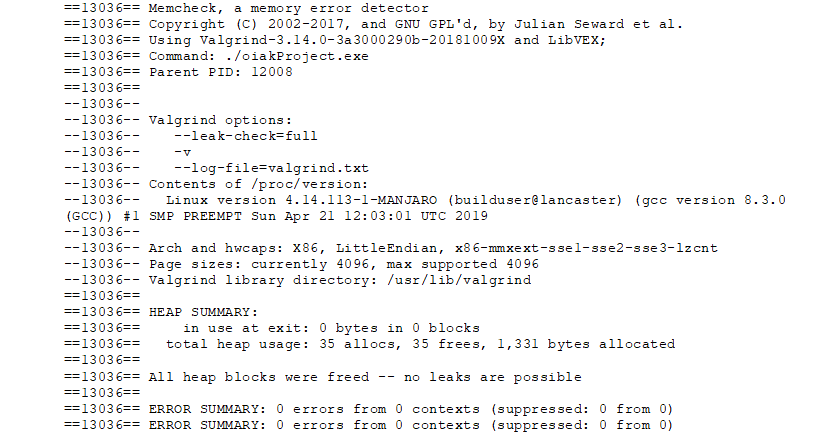 ==13036== Memcheck, a memory error detector
==13036== Copyright (C) 2002-2017, and GNU GPL'd, by Julian Seward et al.
==13036== Using Valgrind-3.14.0-3a3000290b-20181009X and LibVEX;
==13036== Command: ./oiakProject.exe
==13036== Parent PID: 12008
==13036==
--13036--
--13036-- Valgrind options:
--13036--    --leak-check=full
--13036--    -v
--13036--    --log-file=valgrind.txt
--13036-- Contents of /proc/version:
--13036--   Linux version 4.14.113-1-MANJARO (builduser@lancaster) (gcc version 8.3.0
(GCC)) #1 SMP PREEMPT Sun Apr 21 12:03:01 UTC 2019
--13036--
--13036-- Arch and hwcaps: X86, LittleEndian, x86-mmxext-sse1-sse2-sse3-lzcnt
--13036-- Page sizes: currently 4096, max supported 4096
--13036-- Valgrind library directory: /usr/lib/valgrind
==13036==
==13036== HEAP SUMMARY:
==13036==     in use at exit: 0 bytes in 0 blocks
==13036==   total heap usage: 35 allocs, 35 frees, 1,331 bytes allocated
==13036==
==13036== All heap blocks were freed -- no leaks are possible
==13036==
==13036== ERROR SUMMARY: 0 errors from 0 contexts (suppressed: 0 from 0)
==13036== ERROR SUMMARY: 0 errors from 0 contexts (suppressed: 0 from 0)